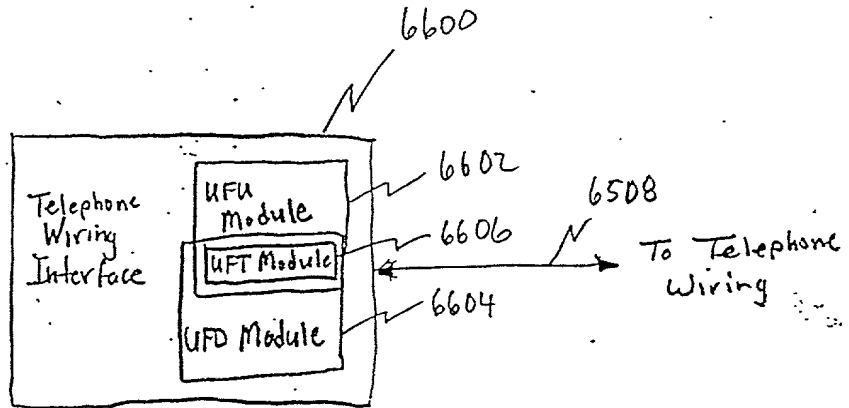 6600
6602
UFU
Module
6508
Telephone
Wiring
Interface
6606
UFT Module
To Telephone
Wiring
6604
UFD Module